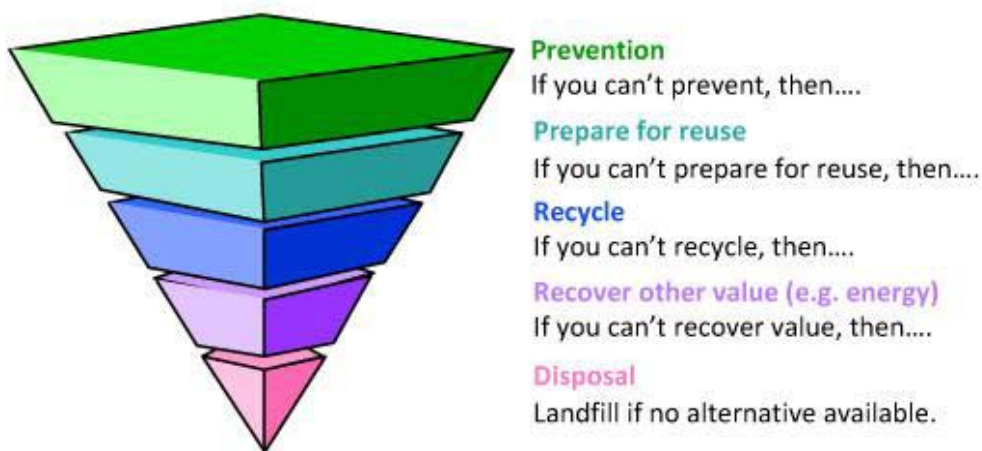 Prevention
If you can’t prevent, then....
Prepare for reuse
If you can’t prepare for reuse, then....
Recycle
If you can’t recycle, then....
Recover other value (e.g. energy)
If you can’t recover value, then....
Disposal
Landfill if no alternative available.